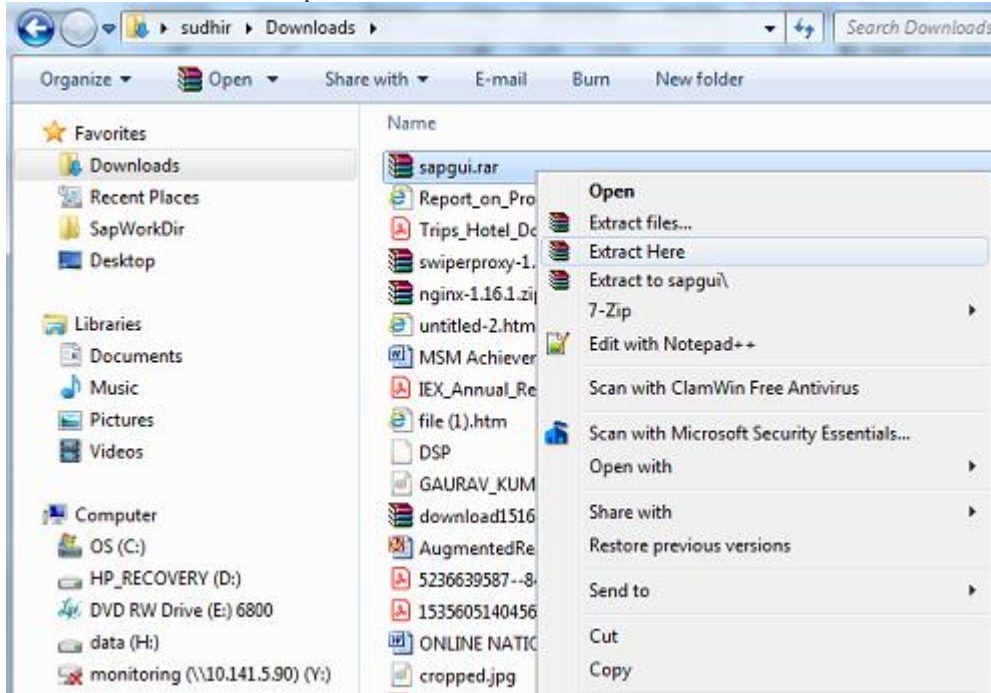 sudhir Downloads
Search Downloads
Organize Open Share with E-mail Burn New folder
Favorites
Downloads
Recent Places
SapWorkDir
Desktop
Libraries
Documents
Music
Pictures
Videos
Computer
OS (C:)
HP_RECOVERY (D:)
DVD RW Drive (E:) 6800
data (H:)
monitoring (\\10.141.5.90) (Y:)
Name
sapgui.rar
Report_on_Pro
Trips_Hotel_Do
swiperproxy-1.
nginx-1.16.1.zip
untitled-2.htm
MSM Achiever
IEX_Annual_Re
file (1).htm
DSP
GAURAV_KUM
download1516
AugmentedRe
5236639587--8
1535605140456
ONLINE NATIO
cropped.jpg
Open
Extract files...
Extract Here
Extract to sapgui\
7-Zip
Edit with Notepad++
Scan with ClamWin Free Antivirus
Scan with Microsoft Security Essentials...
Open with
Share with
Restore previous versions
Send to
Cut
Copy